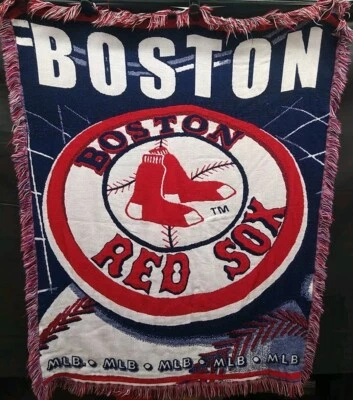 BOSTON
BOSTON
TM
RED SOX
MLB • MLB • MLB • MLB • MLB